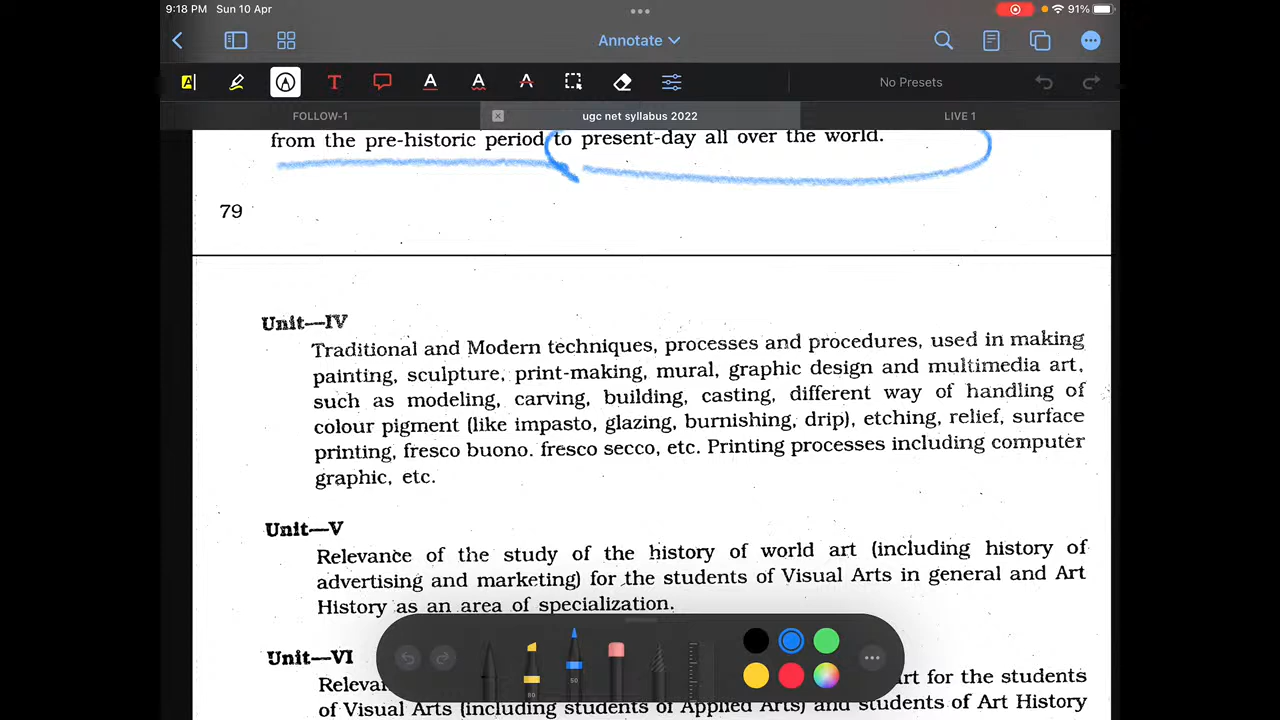 9:18 PM Sun 10 Apr
91%
Annotate
No Presets
FOLLOW-1
ugc net syllabus 2022
LIVE 1
from the pre-historic period to present-day all over the world.
79
Unit—IV
Traditional and Modern techniques, processes and procedures, used in making
painting, sculpture, print-making, mural, graphic design and multimedia art,
such as modeling, carving, building, casting, different way of handling of
colour pigment (like impasto, glazing, burnishing, drip), etching, relief, surface
printing, fresco buono. fresco secco, etc. Printing processes including computer
graphic, etc.
Unit—V
Relevance of the study of the history of world art (including history of
advertising and marketing) for the students of Visual Arts in general and Art
History as an area of specialization.
Unit—VI
art for the students
of Visual Arts (including students of Applied Arts) and students of Art History
80
50